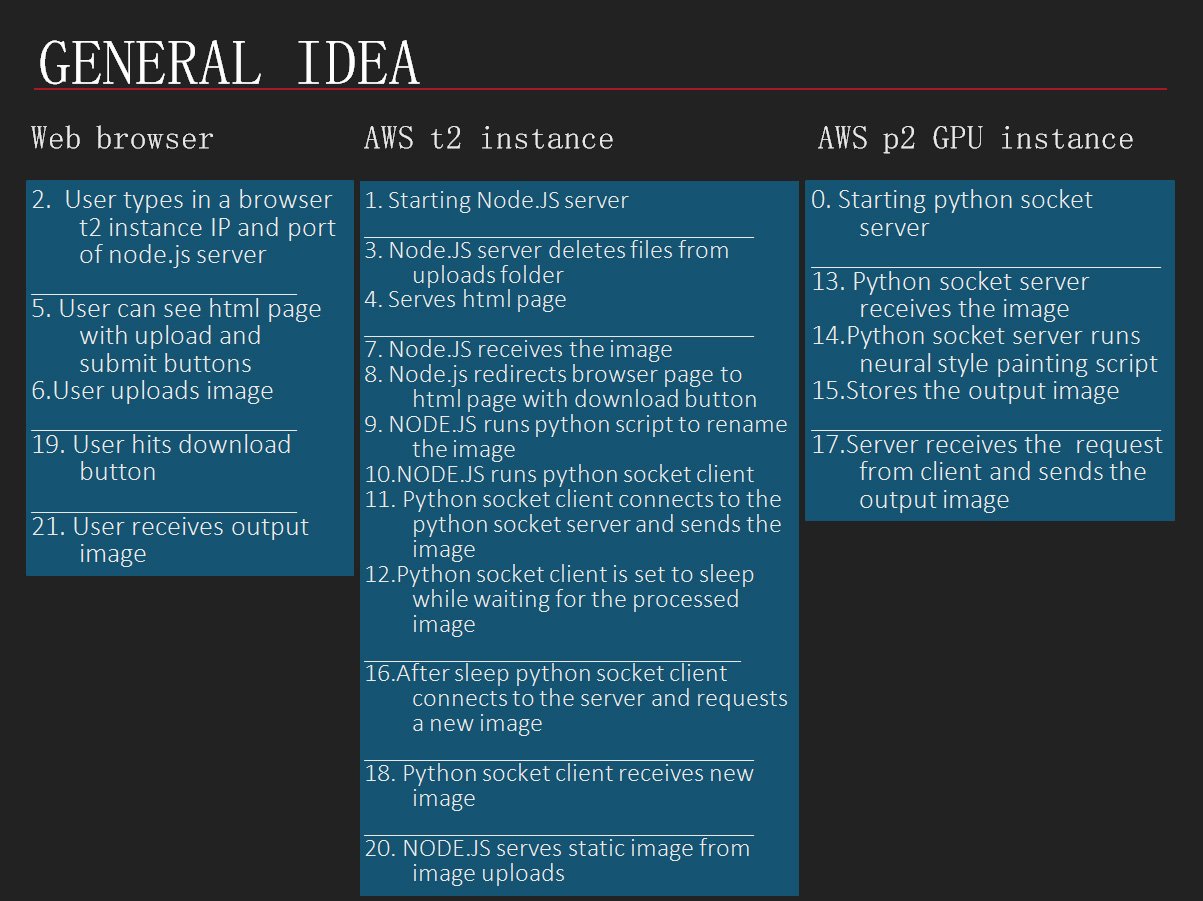 GENERAL IDEA
Web browser
2. User types in a browser
t2 instance IP and port
of node.js server
5. User can see html page
with upload and
submit buttons
6.User uploads image
19. User hits download
button
21. User receives output
image
AWS t2 instance
1. Starting Node.JS server
3. Node.JS server deletes files from
uploads folder
4. Serves html page
7. Node.JS receives the image
8. Node.js redirects browser page to
html page with download button
9. NODE.JS runs python script to rename
the image
10.NODE.JS runs python socket client
11. Python socket client connects to the
python socket server and sends the
image
12.Python socket client is set to sleep
while waiting for the processed
image
16.After sleep python socket client
connects to the server and requests
a new image
18. Python socket client receives new
image
20. NODE.JS serves static image from
image uploads
AWS p2 GPU instance
0. Starting python socket
server
13. Python socket server
receives the image
14.Python socket server runs
neural style painting script
15.Stores the output image
17.Server receives the request
from client and sends the
output image